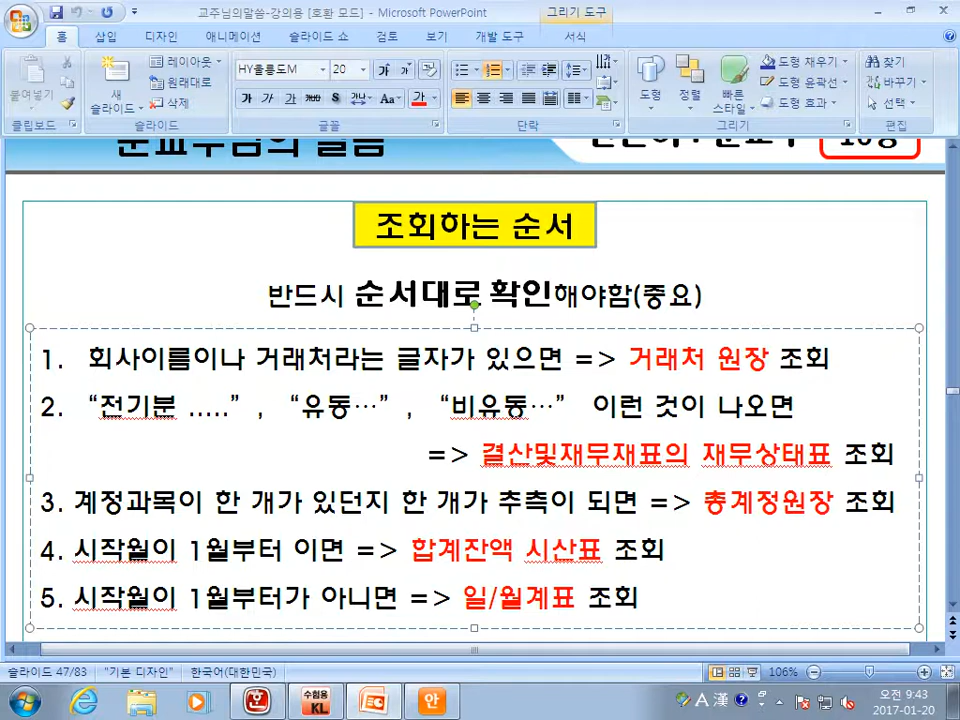 교주님의말씀-강의용 [호환 모드] - Microsoft PowerPoint
그리기 도구
홈 삽입 디자인 애니메이션 슬라이드 쇼 검토 보기 개발 도구 서식
붙여넣기
새 슬라이드
레이아웃
원래대로
삭제
HY울릉도M 20
가 가 가 abc S 가 Aa 가
도형
정렬
빠른 스타일
도형 채우기
도형 윤곽선
도형 효과
찾기
바꾸기
선택
클립보드 슬라이드 글꼴 단락 그리기 편집
조회하는 순서
반드시 순서대로 확인해야함(중요)
1. 회사이름이나 거래처라는 글자가 있으면 => 거래처 원장 조회
2. “전기분 .....” , “유동…” , “비유동…” 이런 것이 나오면
=> 결산및재무재표의 재무상태표 조회
3. 계정과목이 한 개가 있던지 한 개가 추측이 되면 => 총계정원장 조회
4. 시작월이 1월부터 이면 => 합계잔액 시산표 조회
5. 시작월이 1월부터가 아니면 => 일/월계표 조회
슬라이드 47/83 "기본 디자인" 한국어(대한민국) 106%
수험용 KL 안 A 漢
오전 9:43
2017-01-20